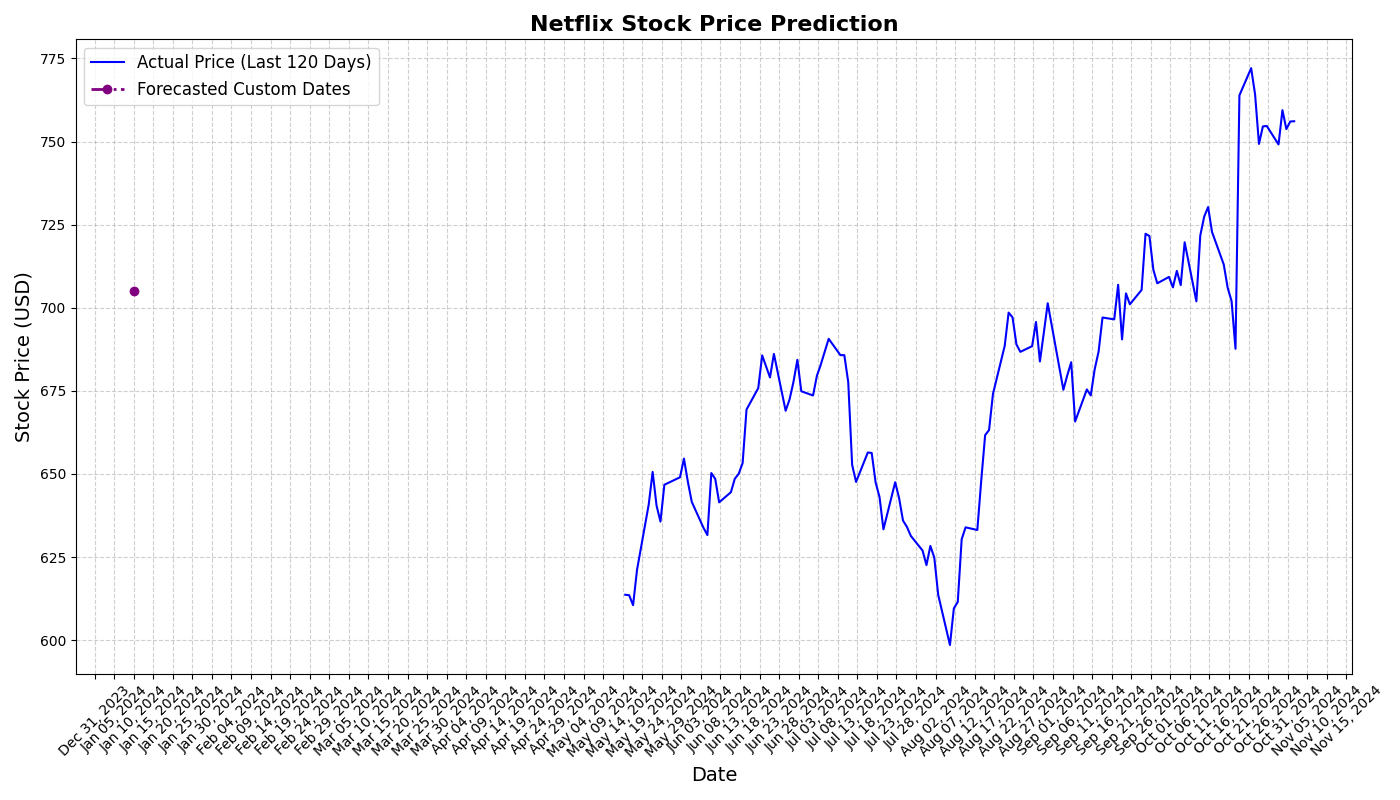 Netflix Stock Price Prediction
Actual Price (Last 120 Days)
Forecasted Custom Dates
Stock Price (USD)
775
750
725
700
675
650
625
600
Dec 31, 2023
Jan 05, 2024
Jan 10, 2024
Jan 15, 2024
Jan 20, 2024
Jan 25, 2024
Jan 30, 2024
Feb 04, 2024
Feb 09, 2024
Feb 14, 2024
Feb 19, 2024
Feb 24, 2024
Feb 29, 2024
Mar 05, 2024
Mar 10, 2024
Mar 15, 2024
Mar 20, 2024
Mar 25, 2024
Mar 30, 2024
Apr 04, 2024
Apr 09, 2024
Apr 14, 2024
Apr 19, 2024
Apr 24, 2024
Apr 29, 2024
May 04, 2024
May 09, 2024
May 14, 2024
May 19, 2024
May 24, 2024
May 29, 2024
Jun 03, 2024
Jun 08, 2024
Jun 13, 2024
Jun 18, 2024
Jun 23, 2024
Jun 28, 2024
Jul 03, 2024
Jul 08, 2024
Jul 13, 2024
Jul 18, 2024
Jul 23, 2024
Jul 28, 2024
Aug 02, 2024
Aug 07, 2024
Aug 12, 2024
Aug 17, 2024
Aug 22, 2024
Aug 27, 2024
Sep 01, 2024
Sep 06, 2024
Sep 11, 2024
Sep 16, 2024
Sep 21, 2024
Sep 26, 2024
Oct 01, 2024
Oct 06, 2024
Oct 11, 2024
Oct 16, 2024
Oct 21, 2024
Oct 26, 2024
Oct 31, 2024
Nov 05, 2024
Nov 10, 2024
Nov 15, 2024
Date